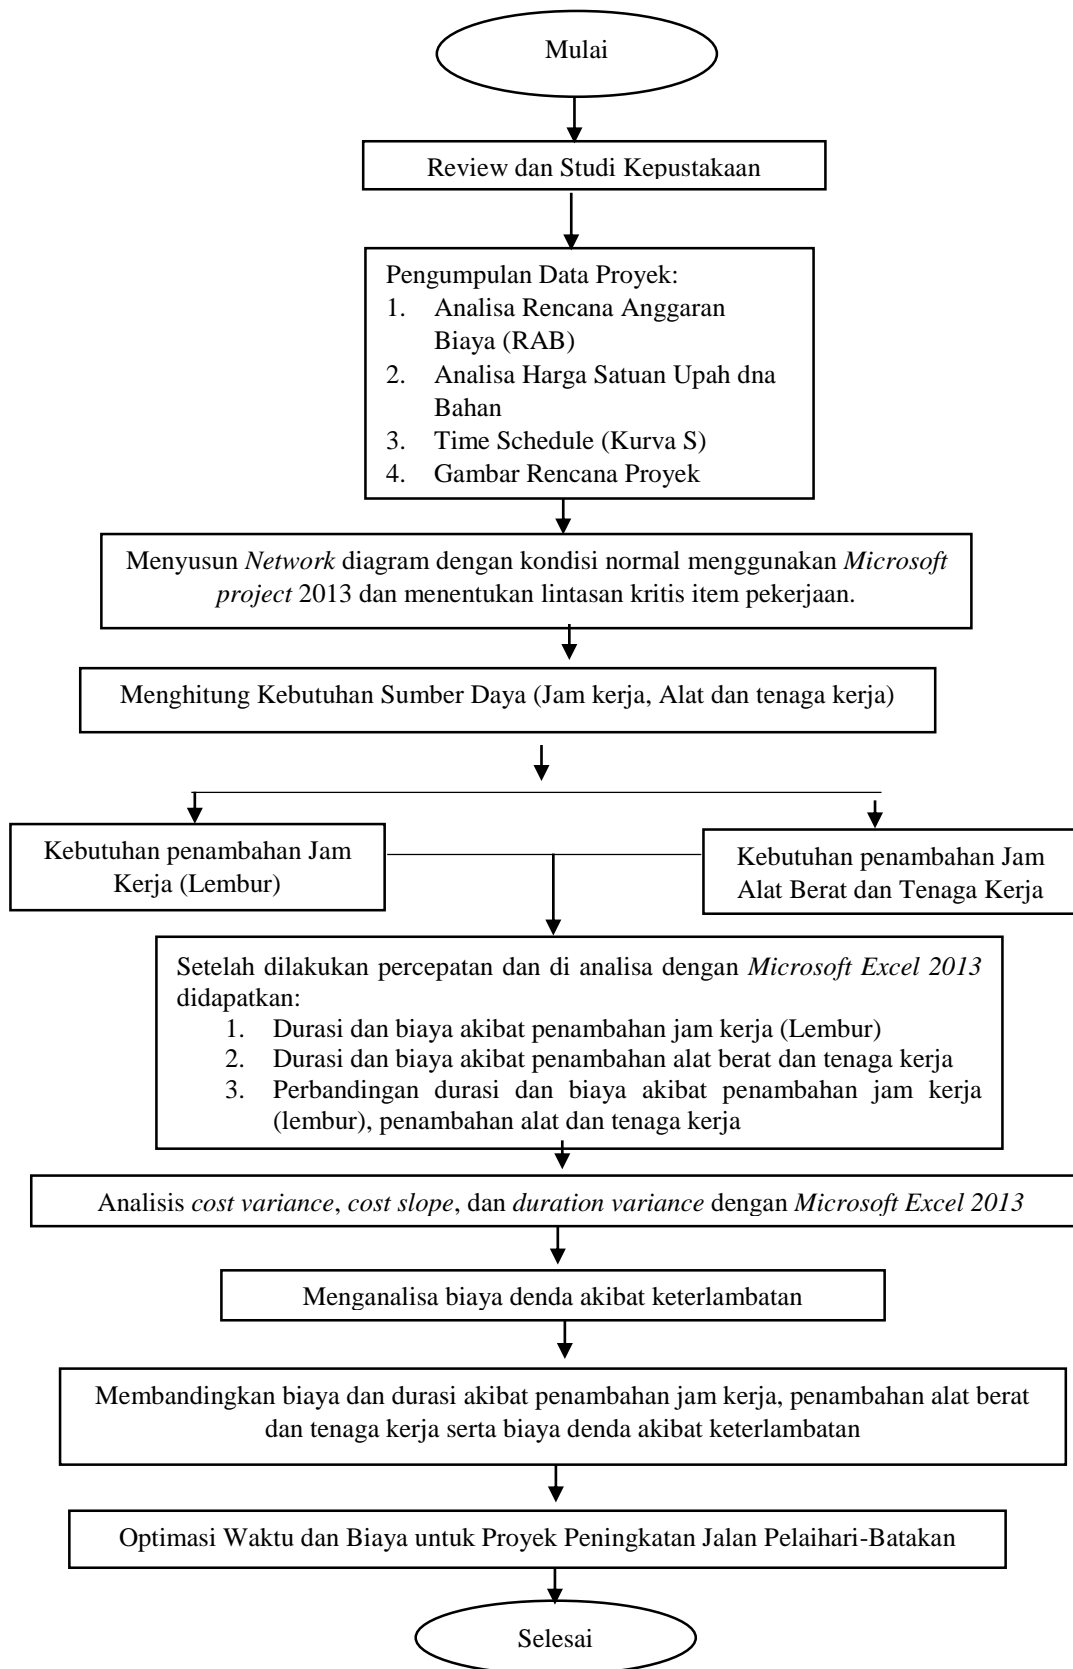 Mulai
Review dan Studi Kepustakaan
Pengumpulan Data Proyek:
1. Analisa Rencana Anggaran
Biaya (RAB)
2. Analisa Harga Satuan Upah dna
Bahan
3. Time Schedule (Kurva S)
4. Gambar Rencana Proyek
Menyusun Network diagram dengan kondisi normal menggunakan Microsoft
project 2013 dan menentukan lintasan kritis item pekerjaan.
Menghitung Kebutuhan Sumber Daya (Jam kerja, Alat dan tenaga kerja)
Kebutuhan penambahan Jam
Kerja (Lembur)
Kebutuhan penambahan Jam
Alat Berat dan Tenaga Kerja
Setelah dilakukan percepatan dan di analisa dengan Microsoft Excel 2013
didapatkan:
1. Durasi dan biaya akibat penambahan jam kerja (Lembur)
2. Durasi dan biaya akibat penambahan alat berat dan tenaga kerja
3. Perbandingan durasi dan biaya akibat penambahan jam kerja
(lembur), penambahan alat dan tenaga kerja
Analisis cost variance, cost slope, dan duration variance dengan Microsoft Excel 2013
Menganalisa biaya denda akibat keterlambatan
Membandingkan biaya dan durasi akibat penambahan jam kerja, penambahan alat berat
dan tenaga kerja serta biaya denda akibat keterlambatan
Optimasi Waktu dan Biaya untuk Proyek Peningkatan Jalan Pelaihari-Batakan
Selesai